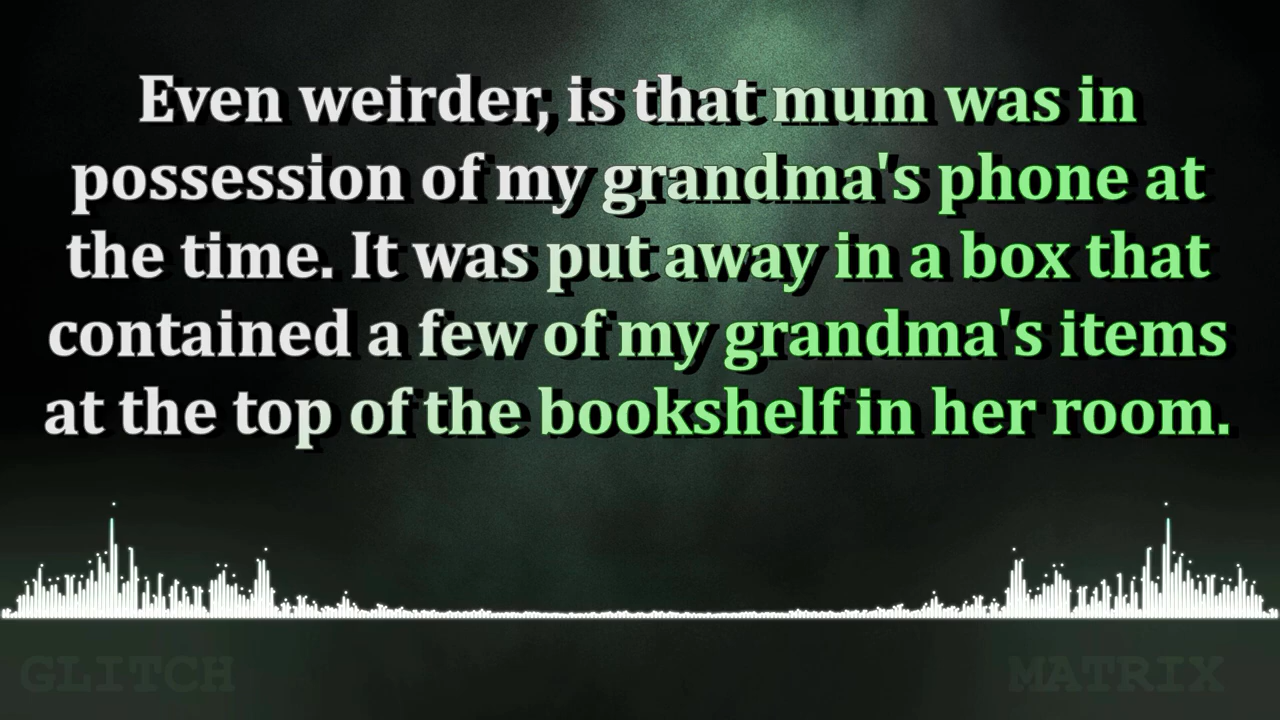 Even weirder, is that mum was in
possession of my grandma's phone at
the time. It was put away in a box that
contained a few of my grandma's items
at the top of the bookshelf in her room.
GLITCH MATRIX